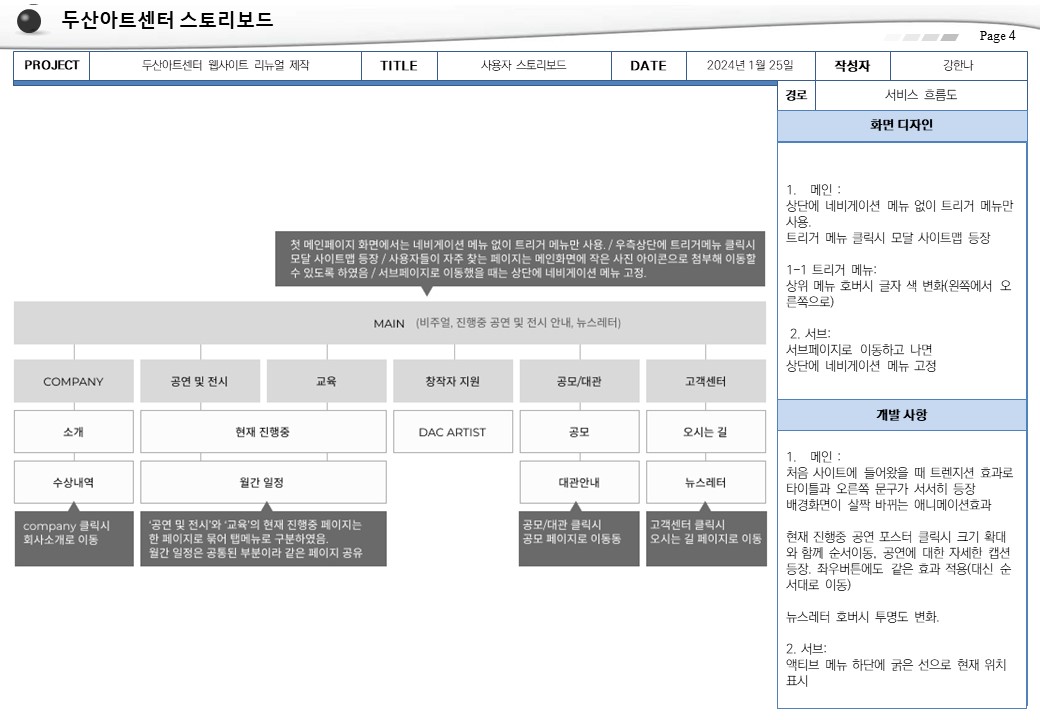 두산아트센터 스토리보드
Page 4
PROJECT 두산아트센터 웹사이트 리뉴얼 제작 TITLE 사용자 스토리보드 DATE 2024년 1월 25일 작성자 강한나
경로 서비스 흐름도
첫 메인페이지 화면에서는 네비게이션 메뉴 없이 트리거 메뉴만 사용. / 우측상단에 트리거메뉴 클릭시
모달 사이트맵 등장 / 사용자들이 자주 찾는 페이지는 메인화면에 작은 사진 아이콘으로 첨부해 이동할
수 있도록 하였음 / 서브페이지로 이동했을 때는 상단에 네비게이션 메뉴 고정.
MAIN (비주얼, 진행중 공연 및 전시 안내, 뉴스레터)
COMPANY 공연 및 전시 교육 창작자 지원 공모/대관 고객센터
소개 현재 진행중 DAC ARTIST 공모 오시는 길
수상내역 월간 일정 대관안내 뉴스레터
company 클릭시
회사소개로 이동
'공연 및 전시'와 '교육'의 현재 진행중 페이지는
한 페이지로 묶어 탭메뉴로 구분하였음.
월간 일정은 공통된 부분이라 같은 페이지 공유
공모/대관 클릭시
공모 페이지로 이동동
고객센터 클릭시
오시는 길 페이지로 이동
화면 디자인
1. 메인 :
상단에 네비게이션 메뉴 없이 트리거 메뉴만
사용.
트리거 메뉴 클릭시 모달 사이트맵 등장
1-1 트리거 메뉴:
상위 메뉴 호버시 글자 색 변화(왼쪽에서 오
른쪽으로)
2. 서브:
서브페이지로 이동하고 나면
상단에 네비게이션 메뉴 고정
개발 사항
1. 메인 :
처음 사이트에 들어왔을 때 트렌지션 효과로
타이틀과 오른쪽 문구가 서서히 등장
배경화면이 살짝 바뀌는 애니메이션효과
현재 진행중 공연 포스터 클릭시 크기 확대
와 함께 순서이동, 공연에 대한 자세한 캡션
등장. 좌우버튼에도 같은 효과 적용(대신 순
서대로 이동)
뉴스레터 호버시 투명도 변화.
2. 서브:
액티브 메뉴 하단에 굵은 선으로 현재 위치
표시